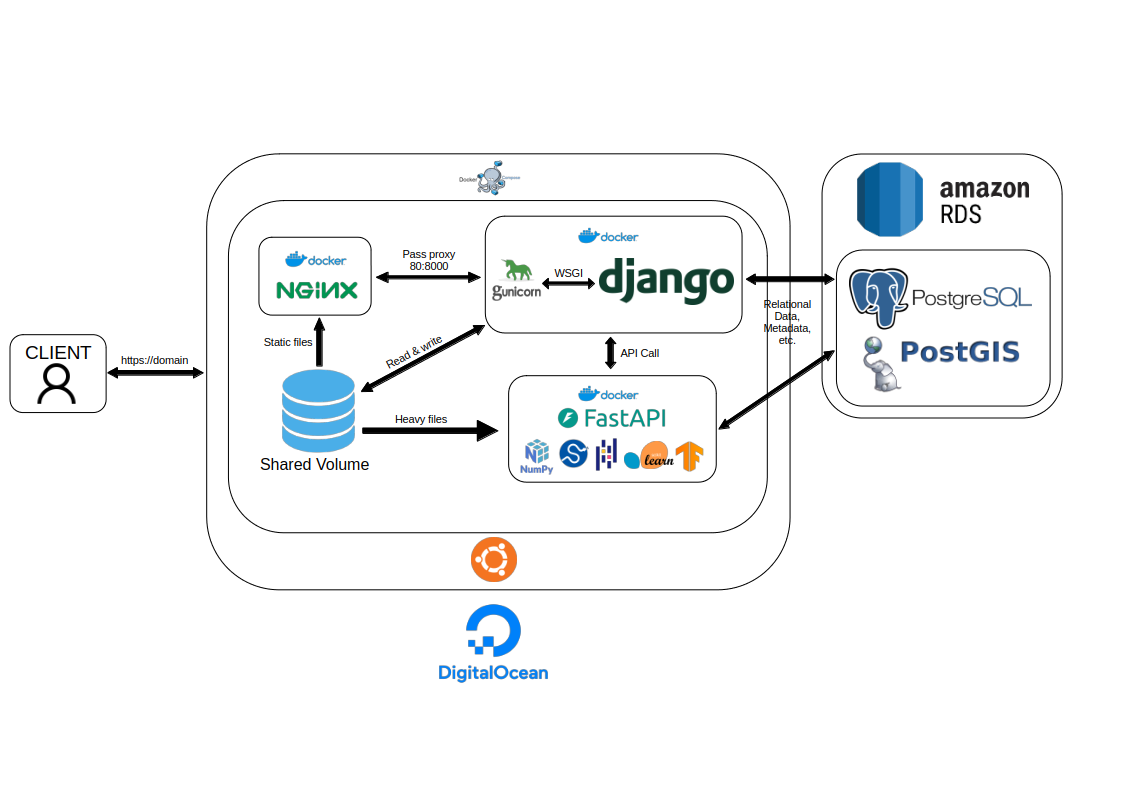 Docker Compose
amazon
RDS
docker
NGINX
Pass proxy
80:8000
docker
gunicorn
WSGI
django
PostgreSQL
PostGIS
Relational
Data,
Metadata,
etc.
CLIENT
https://domain
Static files
Read & write
API Call
Shared Volume
Heavy files
docker
FastAPI
NumPy
learn
DigitalOcean